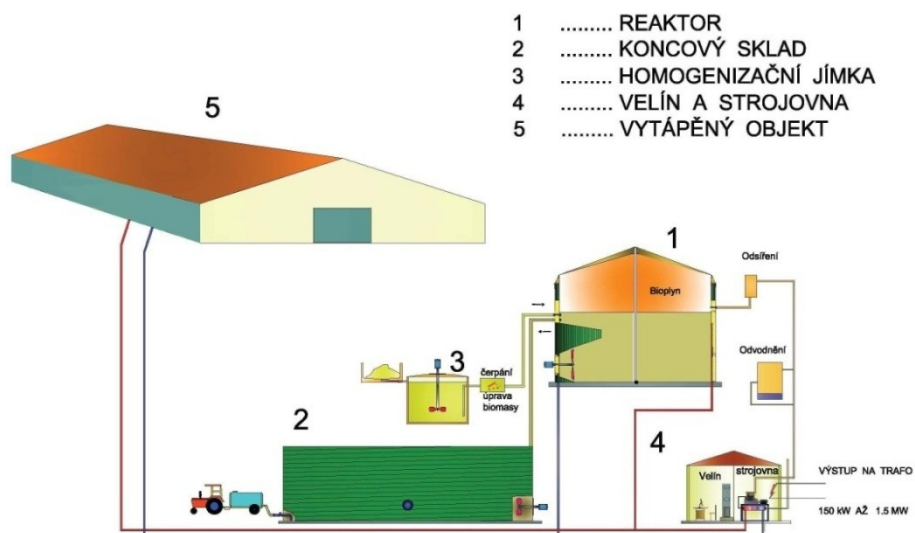 1 ......... REAKTOR
2 ......... KONCOVÝ SKLAD
3 ......... HOMOGENIZAČNÍ JÍMKA
4 ......... VELÍN A STROJOVNA
5 ......... VYTÁPĚNÝ OBJEKT
5
1
Odsíření
Bioplyn
Odvodnění
3
čerpání
úprava
biomasy
2
4
Velín
strojovna
VÝSTUP NA TRAFO
150 kW AŽ 1.5 MW